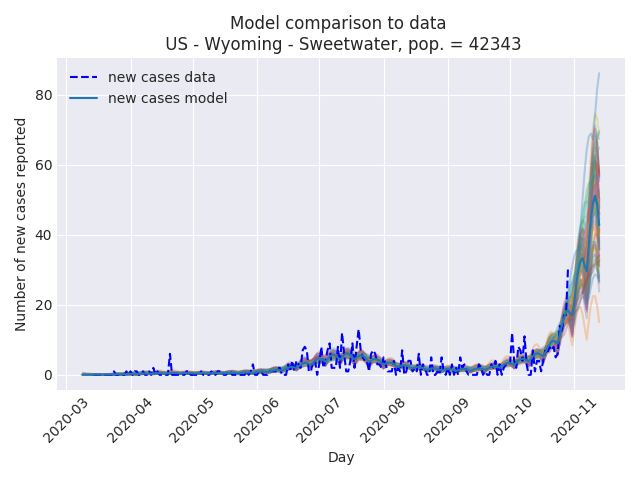 Model comparison to data
US - Wyoming - Sweetwater, pop. = 42343
new cases data
new cases model
Number of new cases reported
80
60
40
20
0
2020-03
2020-04
2020-05
2020-06
2020-07
2020-08
2020-09
2020-10
2020-11
Day